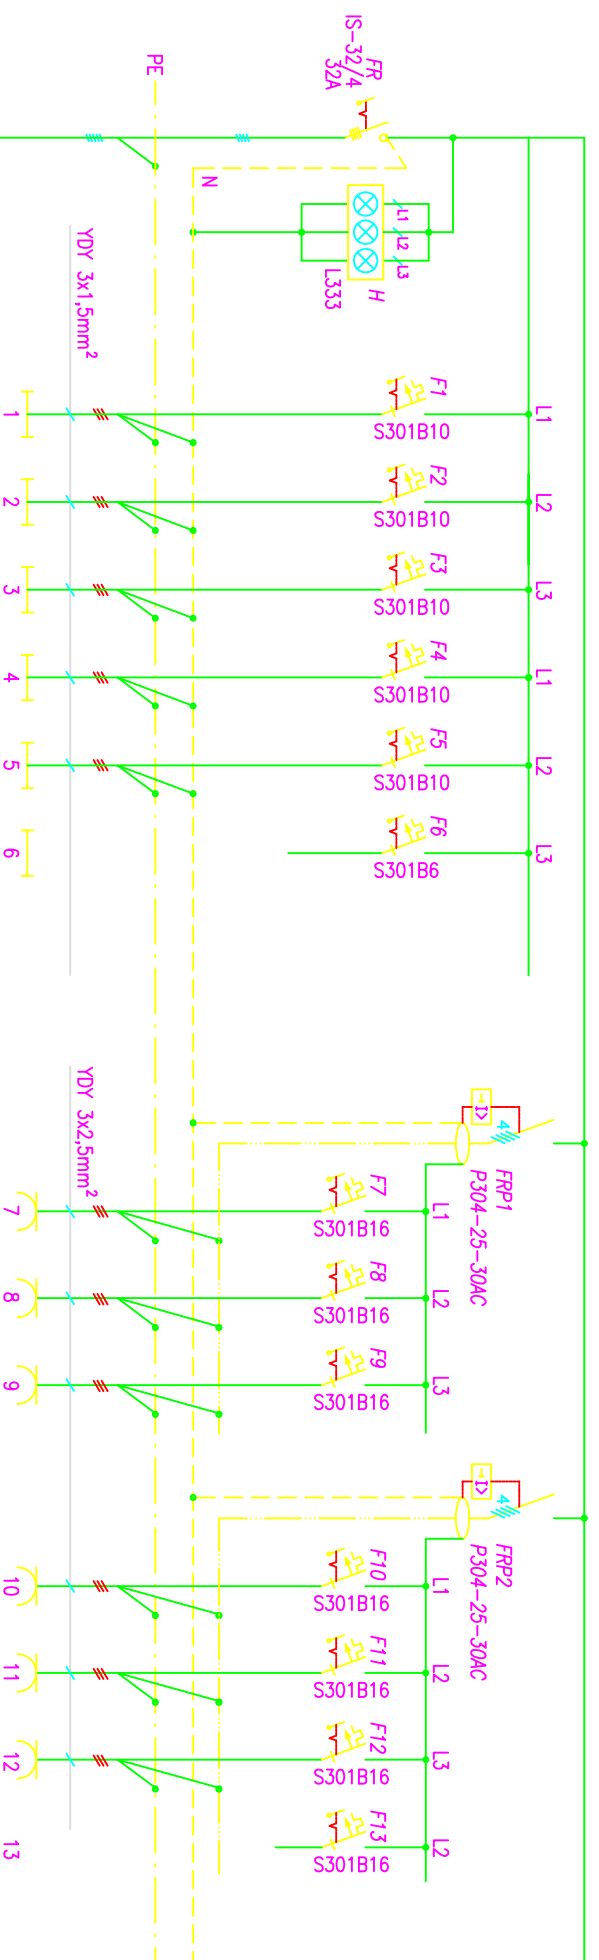 FR
IS-32/4
32A
PE
N
L1
L2
L3
H
L333
YDY 3x1,5mm²
F1
S301B10
L1
1
F2
S301B10
L2
2
F3
S301B10
L3
3
F4
S301B10
L1
4
F5
S301B10
L2
5
F6
S301B6
L3
6
YDY 3x2,5mm²
I>
4
FRP1
P304-25-30AC
F7
S301B16
L1
7
F8
S301B16
L2
8
F9
S301B16
L3
9
I>
4
FRP2
P304-25-30AC
F10
S301B16
L1
10
F11
S301B16
L2
11
F12
S301B16
L3
12
F13
S301B16
L2
13